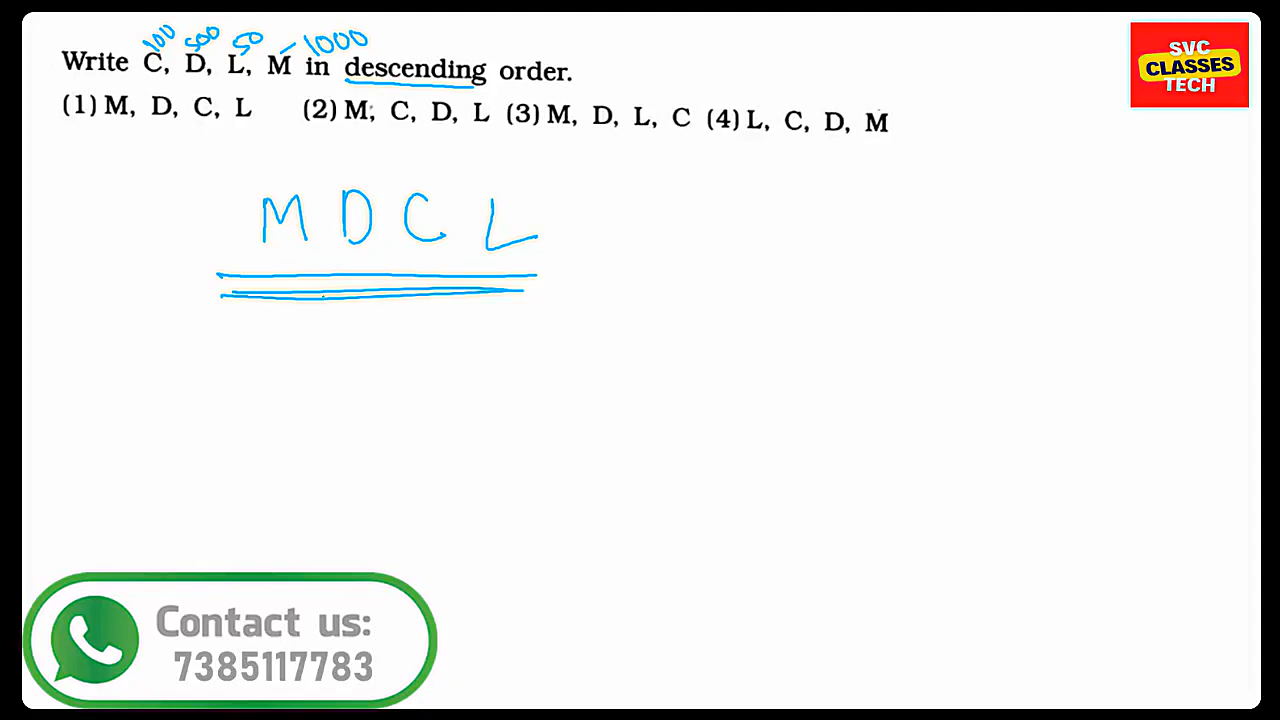 100 500 50 - 1000
Write C, D, L, M in descending order.
(1) M, D, C, L (2) M, C, D, L (3) M, D, L, C (4) L, C, D, M
M D C L
SVC
CLASSES
TECH
Contact us:
7385117783